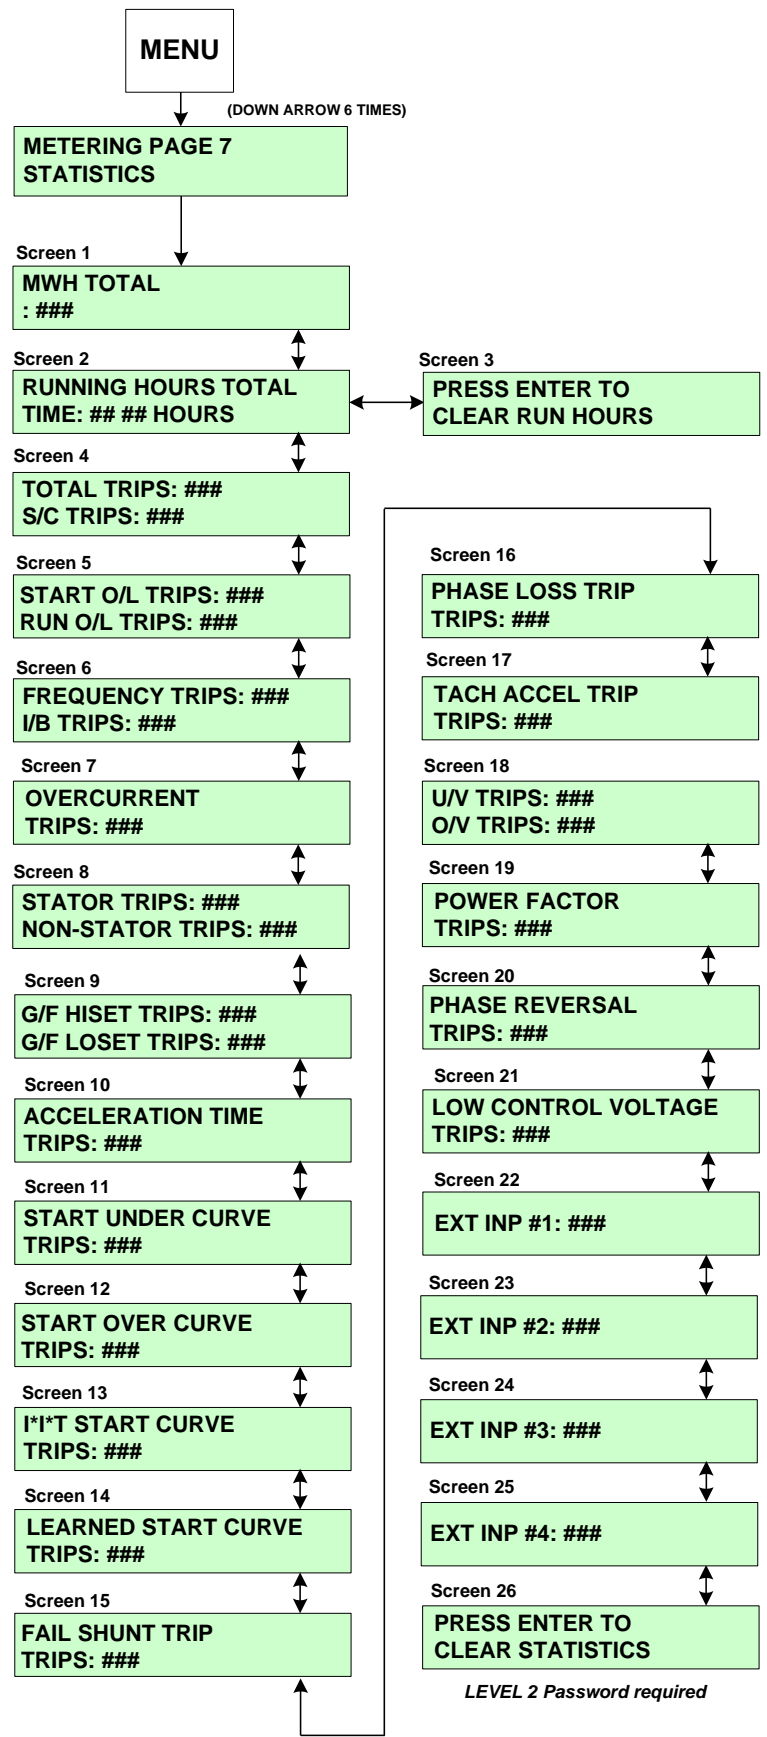 MENU
(DOWN ARROW 6 TIMES)
METERING PAGE 7
STATISTICS
Screen 1
MWH TOTAL
: ###
Screen 2
RUNNING HOURS TOTAL
TIME: ## ## HOURS
Screen 3
PRESS ENTER TO
CLEAR RUN HOURS
Screen 4
TOTAL TRIPS: ###
S/C TRIPS: ###
Screen 5
START O/L TRIPS: ###
RUN O/L TRIPS: ###
Screen 6
FREQUENCY TRIPS: ###
I/B TRIPS: ###
Screen 7
OVERCURRENT
TRIPS: ###
Screen 8
STATOR TRIPS: ###
NON-STATOR TRIPS: ###
Screen 9
G/F HISET TRIPS: ###
G/F LOSET TRIPS: ###
Screen 10
ACCELERATION TIME
TRIPS: ###
Screen 11
START UNDER CURVE
TRIPS: ###
Screen 12
START OVER CURVE
TRIPS: ###
Screen 13
I*I*T START CURVE
TRIPS: ###
Screen 14
LEARNED START CURVE
TRIPS: ###
Screen 15
FAIL SHUNT TRIP
TRIPS: ###
Screen 16
PHASE LOSS TRIP
TRIPS: ###
Screen 17
TACH ACCEL TRIP
TRIPS: ###
Screen 18
U/V TRIPS: ###
O/V TRIPS: ###
Screen 19
POWER FACTOR
TRIPS: ###
Screen 20
PHASE REVERSAL
TRIPS: ###
Screen 21
LOW CONTROL VOLTAGE
TRIPS: ###
Screen 22
EXT INP #1: ###
Screen 23
EXT INP #2: ###
Screen 24
EXT INP #3: ###
Screen 25
EXT INP #4: ###
Screen 26
PRESS ENTER TO
CLEAR STATISTICS
LEVEL 2 Password required